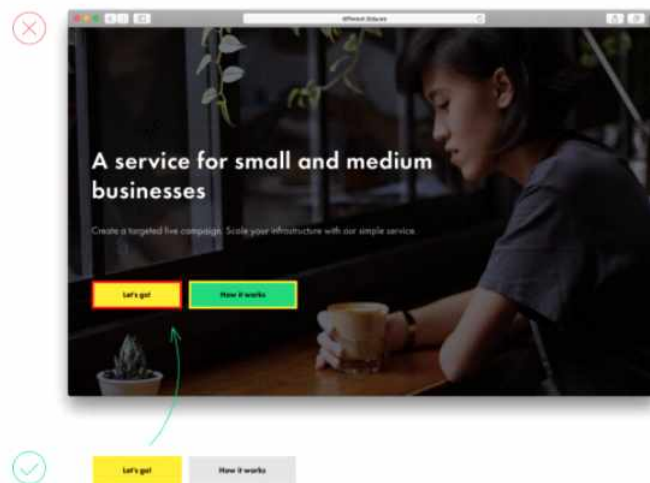 A service for small and medium
businesses
Create a targeted live campaign. Scale your infrastructure with our simple service.
Let's go!
How it works
Let's go!
How it works